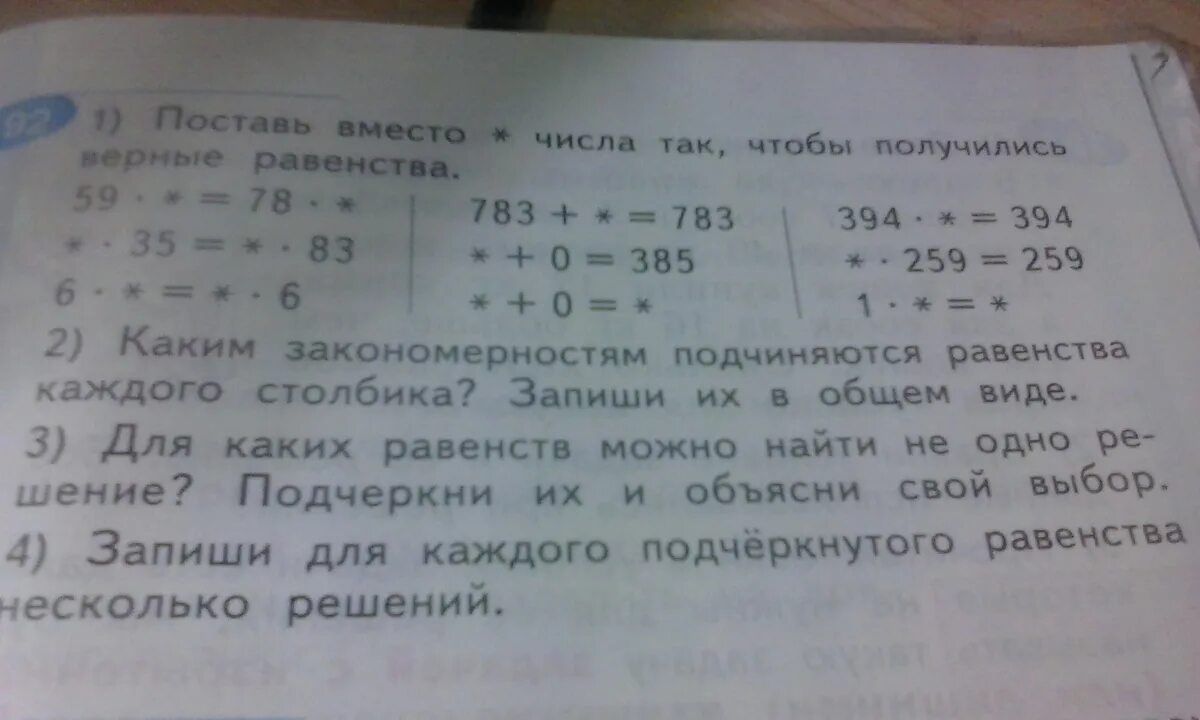 92 1) Поставь вместо * числа так, чтобы получились
верные равенства.
59 · * = 78 · * 783 + * = 783 394 · * = 394
* · 35 = * · 83 * + 0 = 385 * · 259 = 259
6 · * = * · 6 * + 0 = * 1 · * = *
2) Каким закономерностям подчиняются равенства
каждого столбика? Запиши их в общем виде.
3) Для каких равенств можно найти не одно ре-
шение? Подчеркни их и объясни свой выбор.
4) Запиши для каждого подчёркнутого равенства
несколько решений.